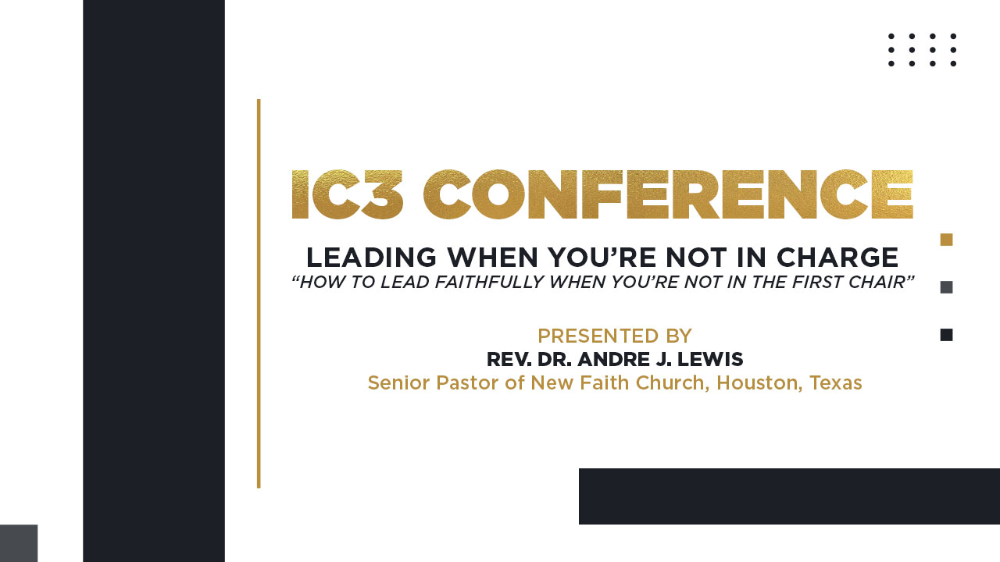 IC3 CONFERENCE
LEADING WHEN YOU’RE NOT IN CHARGE
“HOW TO LEAD FAITHFULLY WHEN YOU’RE NOT IN THE FIRST CHAIR”
PRESENTED BY
REV. DR. ANDRE J. LEWIS
Senior Pastor of New Faith Church, Houston, Texas